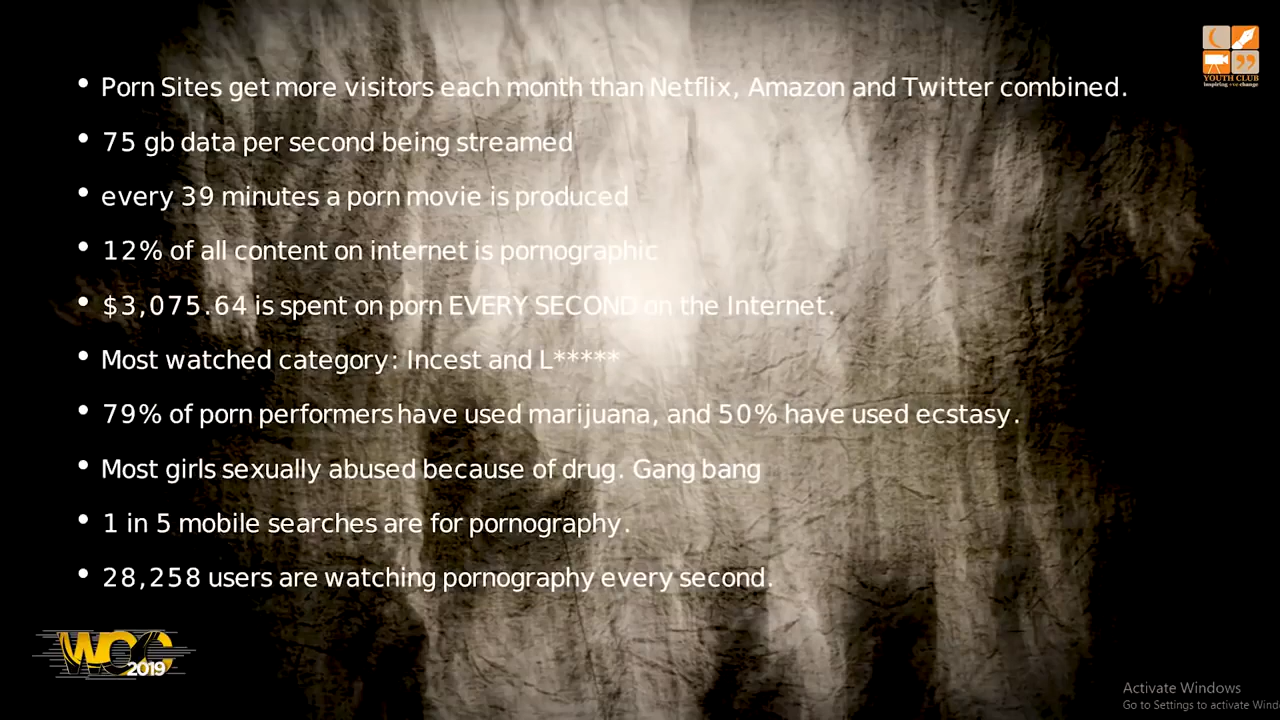 • Porn Sites get more visitors each month than Netflix, Amazon and Twitter combined.
• 75 gb data per second being streamed
• every 39 minutes a porn movie is produced
• 12% of all content on internet is pornographic
• $3,075.64 is spent on porn EVERY SECOND on the Internet.
• Most watched category: Incest and L*****
• 79% of porn performers have used marijuana, and 50% have used ecstasy.
• Most girls sexually abused because of drug. Gang bang
• 1 in 5 mobile searches are for pornography.
• 28,258 users are watching pornography every second.
YOUTH CLUB
inspiring +ve change
WCC
2019
Activate Windows
Go to Settings to activate Wind